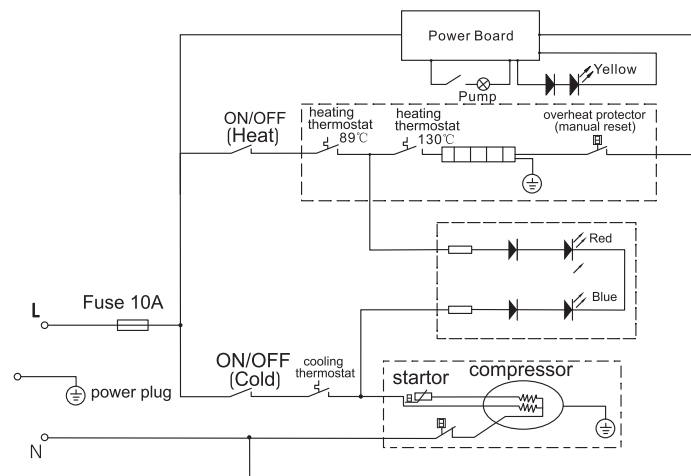 Power Board
Yellow
Pump
ON/OFF
(Heat)
heating
thermostat
89℃
heating
thermostat
130℃
overheat protector
(manual reset)
Red
Blue
L
Fuse 10A
ON/OFF
(Cold)
cooling
thermostat
startor
compressor
power plug
N